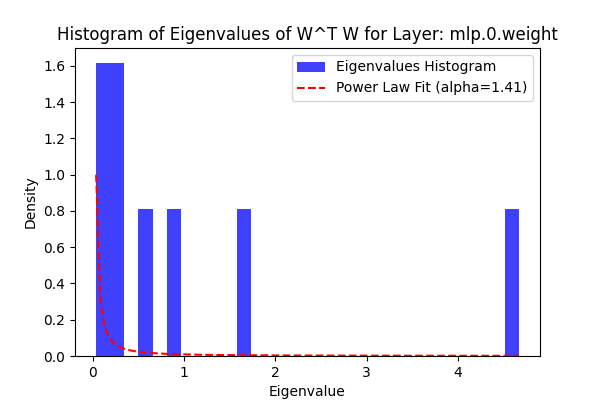 Histogram of Eigenvalues of W^T W for Layer: mlp.0.weight
Eigenvalues Histogram
Power Law Fit (alpha=1.41)
Density
1.6
1.4
1.2
1.0
0.8
0.6
0.4
0.2
0.0
0 1 2 3 4
Eigenvalue